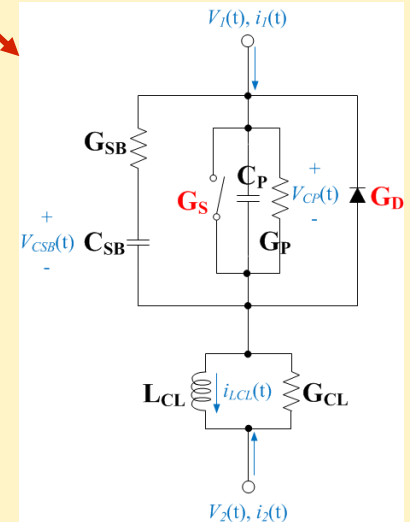 V1(t), i1(t)
GSB
CP
+
GS
VCP(t)
GD
+
-
VCSB(t) CSB
GP
-
LCL
iLCL(t)
GCL
V2(t), i2(t)